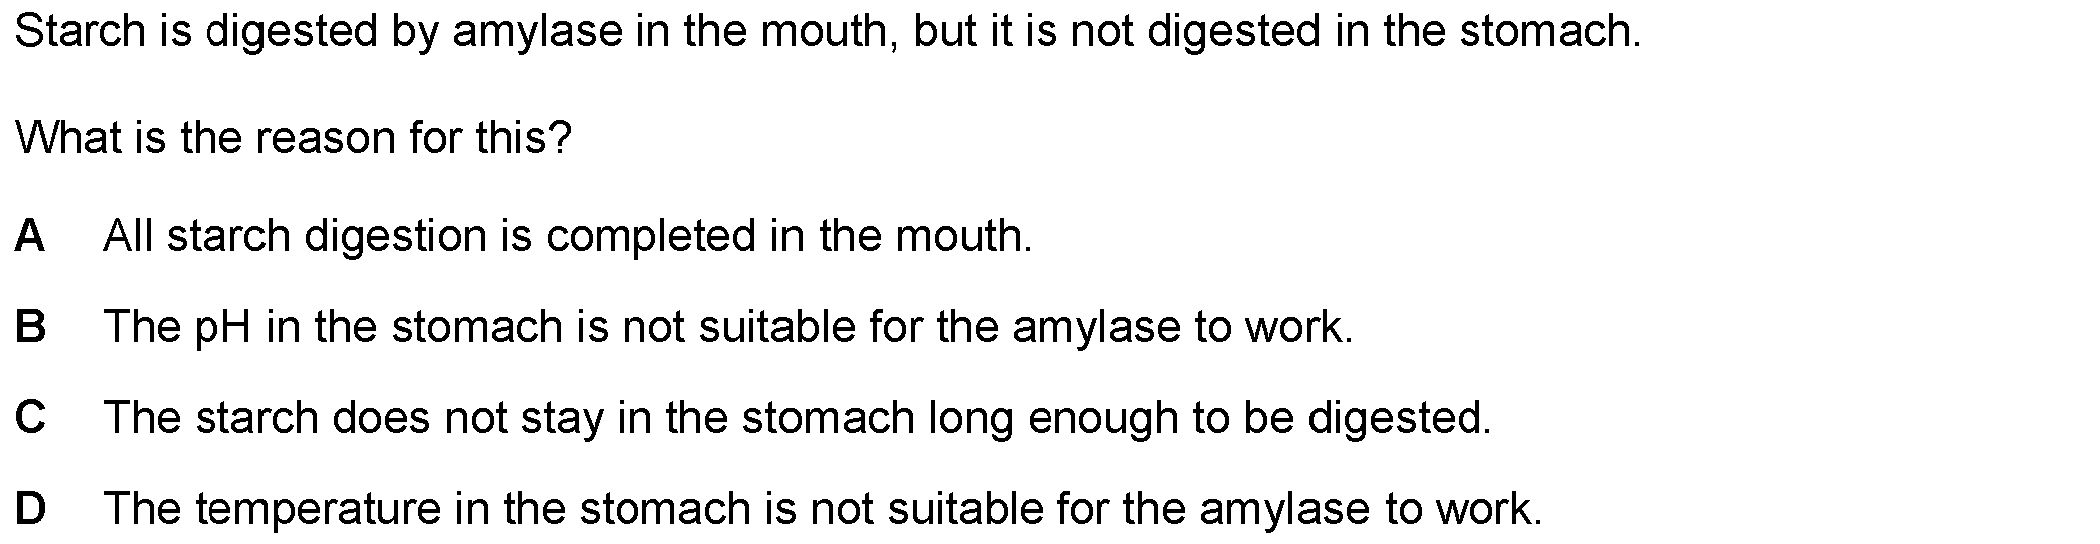 Starch is digested by amylase in the mouth, but it is not digested in the stomach.
What is the reason for this?
A All starch digestion is completed in the mouth.
B The pH in the stomach is not suitable for the amylase to work.
C The starch does not stay in the stomach long enough to be digested.
D The temperature in the stomach is not suitable for the amylase to work.